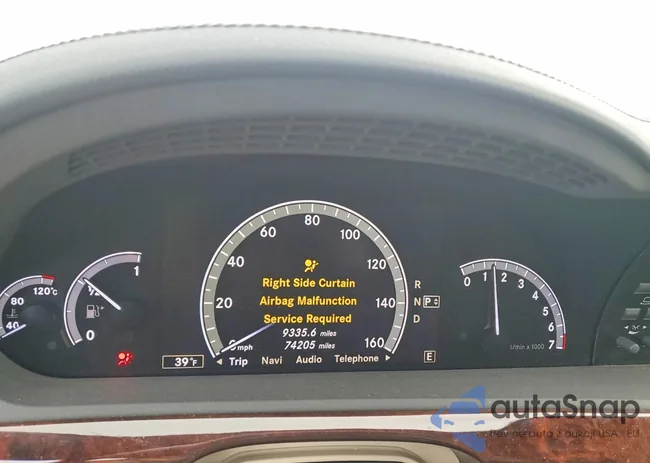 80
60
100
40
120
Right Side Curtain
Airbag Malfunction
20
140
Service Required
9335.6 miles
74205 miles
0 mph
160
Trip Navi Audio Telephone
39°F
120°C
80
40
1
1/2
0
R
N P
D
E
0 1 2 3 4 5 6 7
1/min x 1000
autoSnap